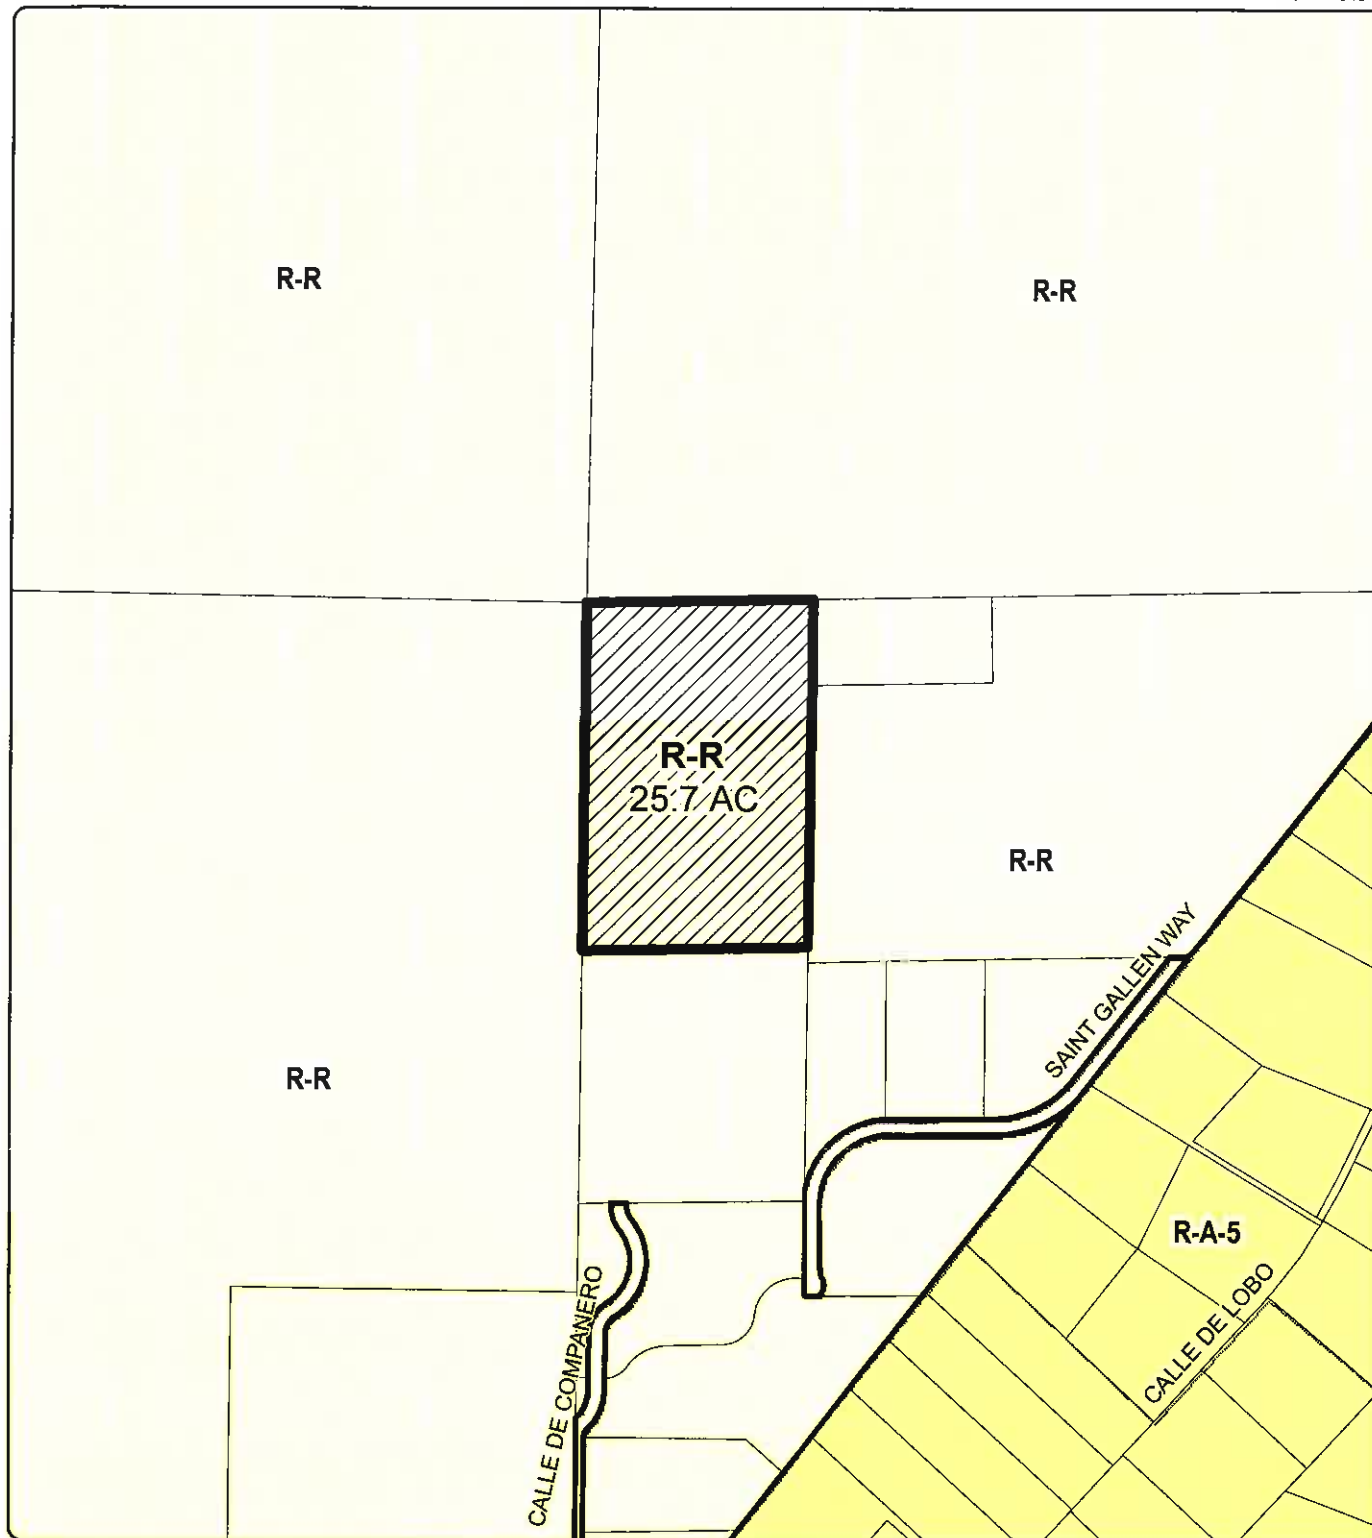 R-R
R-R
R-R
25.7 AC
R-R
SAINT GALLEN WAY
R-R
R-A-5
CALLE DE LOBO
CALLE DE COMPANERO